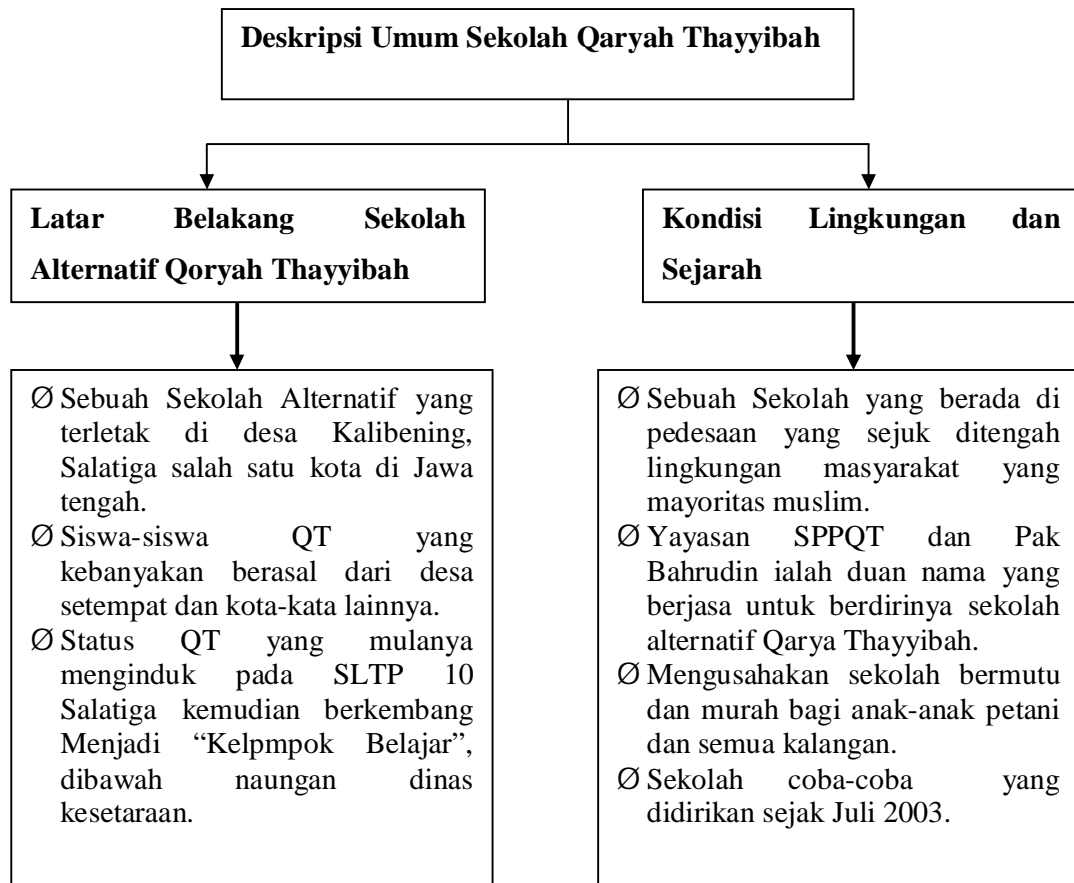 Deskripsi Umum Sekolah Qaryah Thayyibah
Latar Belakang Sekolah
Alternatif Qoryah Thayyibah
Kondisi Lingkungan dan
Sejarah
Ø Sebuah Sekolah Alternatif yang
terletak di desa Kalibening,
Salatiga salah satu kota di Jawa
tengah.
Ø Siswa-siswa QT yang
kebanyakan berasal dari desa
setempat dan kota-kata lainnya.
Ø Status QT yang mulanya
menginduk pada SLTP 10
Salatiga kemudian berkembang
Menjadi “Kelpmpok Belajar”,
dibawah naungan dinas
kesetaraan.
Ø Sebuah Sekolah yang berada di
pedesaan yang sejuk ditengah
lingkungan masyarakat yang
mayoritas muslim.
Ø Yayasan SPPQT dan Pak
Bahrudin ialah duan nama yang
berjasa untuk berdirinya sekolah
alternatif Qarya Thayyibah.
Ø Mengusahakan sekolah bermutu
dan murah bagi anak-anak petani
dan semua kalangan.
Ø Sekolah coba-coba yang
didirikan sejak Juli 2003.